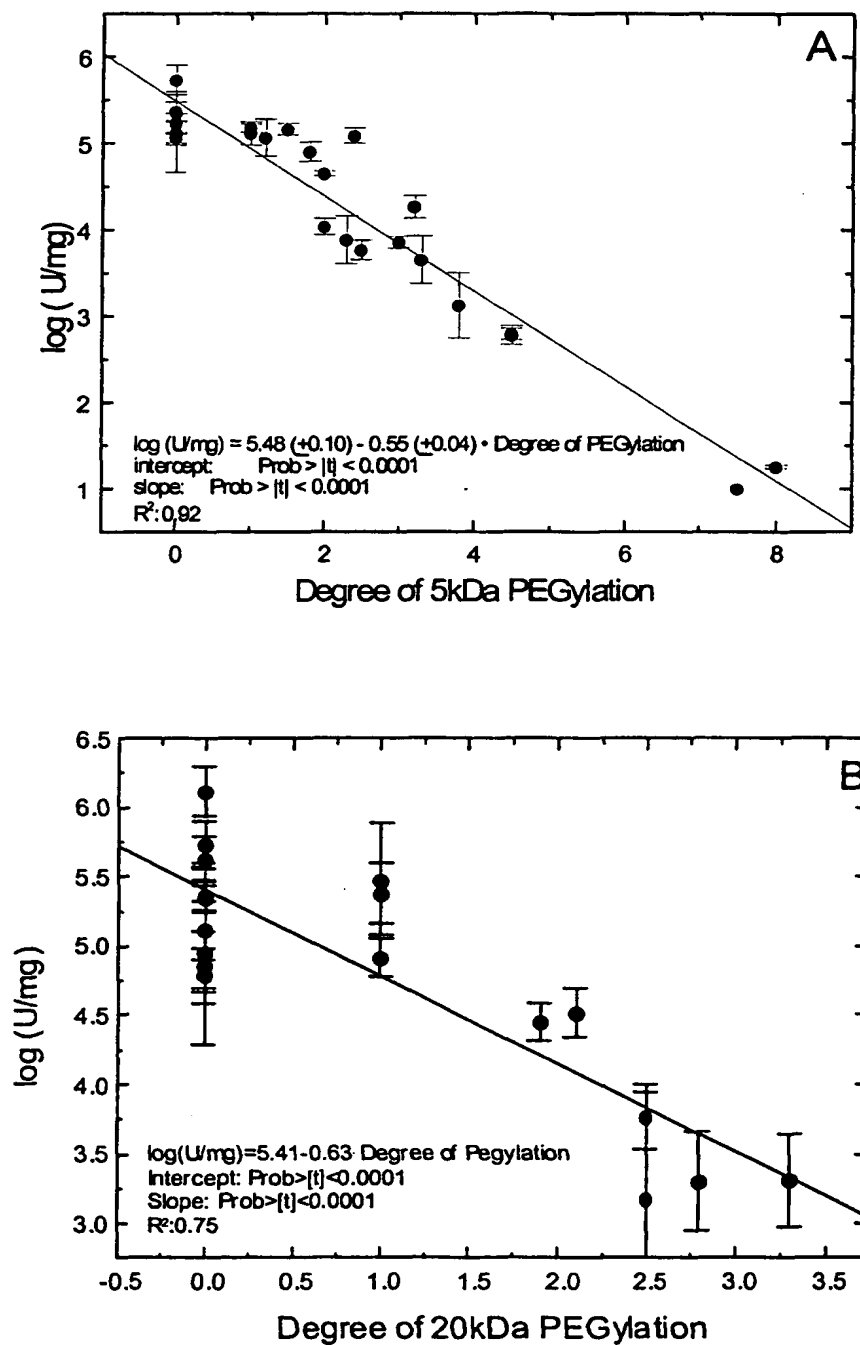 A
6
5
4
3
2
1
log ( U/mg)
log (U/mg) = 5.48 (±0.10) - 0.55 (±0.04) • Degree of PEGylation
intercept: Prob > |t| < 0.0001
slope: Prob > |t| < 0.0001
R²: 0.92
0 2 4 6 8
Degree of 5kDa PEGylation
B
6.5
6.0
5.5
5.0
4.5
4.0
3.5
3.0
log (U/mg)
log(U/mg)=5.41-0.63· Degree of Pegylation
Intercept: Prob>[t]<0.0001
Slope: Prob>[t]<0.0001
R²:0.75
-0.5 0.0 0.5 1.0 1.5 2.0 2.5 3.0 3.5
Degree of 20kDa PEGylation